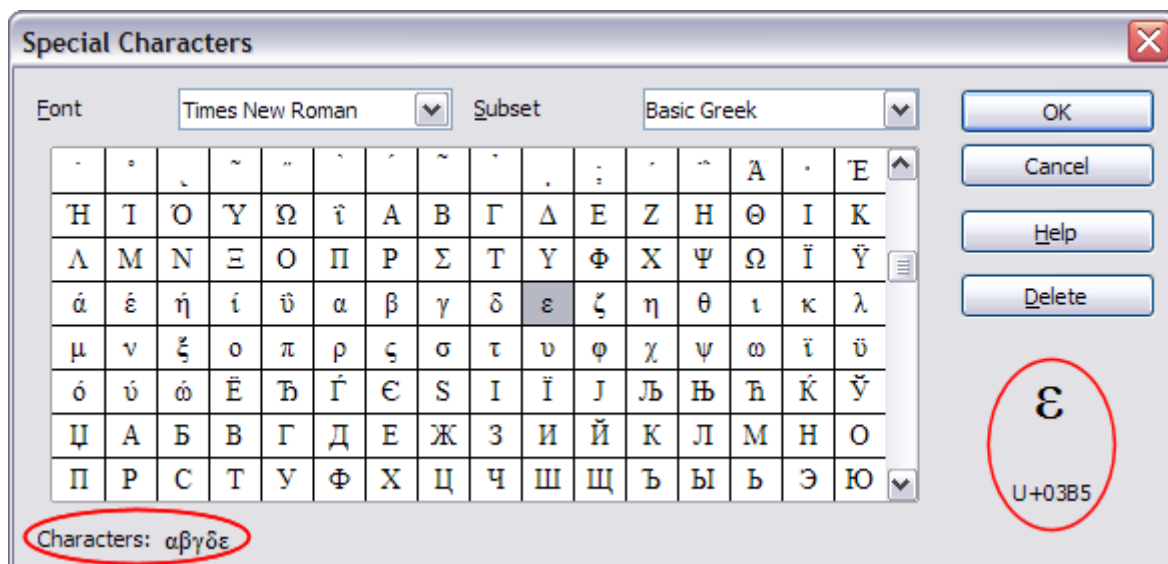 Special Characters
Font Times New Roman Subset Basic Greek OK
Cancel
Help
Delete
Ά · Έ
Ή Ί Ό Ύ Ώ ΐ Α Β Γ Δ Ε Ζ Η Θ Ι Κ
Λ Μ Ν Ξ Ο Π Ρ Σ Τ Υ Φ Χ Ψ Ω Ϊ Ϋ
ά έ ή ί ΰ α β γ δ ε ζ η θ ι κ λ
μ ν ξ ο π ρ ς σ τ υ φ χ ψ ω ϊ ϋ
ό ύ ώ Ё Ђ Ѓ Є Ѕ І Ї Ј Љ Њ Ћ Ќ Ў
Џ А Б В Г Д Е Ж З И Й К Л М Н О
П Р С Т У Ф Х Ц Ч Ш Щ Ъ Ы Ь Э Ю
ε
U+03B5
Characters: αβγδε